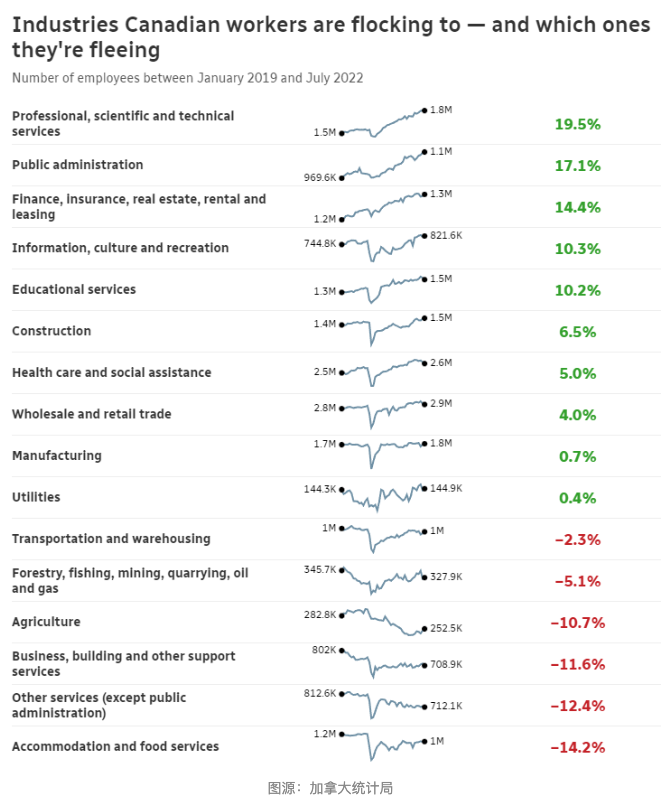 Industries Canadian workers are flocking to — and which ones
they're fleeing
Number of employees between January 2019 and July 2022
Professional, scientific and technical
services
1.5M
1.8M
19.5%
Public administration
969.6K
1.1M
17.1%
Finance, insurance, real estate, rental and
leasing
1.2M
1.3M
14.4%
Information, culture and recreation
744.8K
821.6K
10.3%
Educational services
1.3M
1.5M
10.2%
Construction
1.4M
1.5M
6.5%
Health care and social assistance
2.5M
2.6M
5.0%
Wholesale and retail trade
2.8M
2.9M
4.0%
Manufacturing
1.7M
1.8M
0.7%
Utilities
144.3K
144.9K
0.4%
Transportation and warehousing
1M
1M
−2.3%
Forestry, fishing, mining, quarrying, oil
and gas
345.7K
327.9K
−5.1%
Agriculture
282.8K
252.5K
−10.7%
Business, building and other support
services
802K
708.9K
−11.6%
Other services (except public
administration)
812.6K
712.1K
−12.4%
Accommodation and food services
1.2M
1M
−14.2%
图源：加拿大统计局